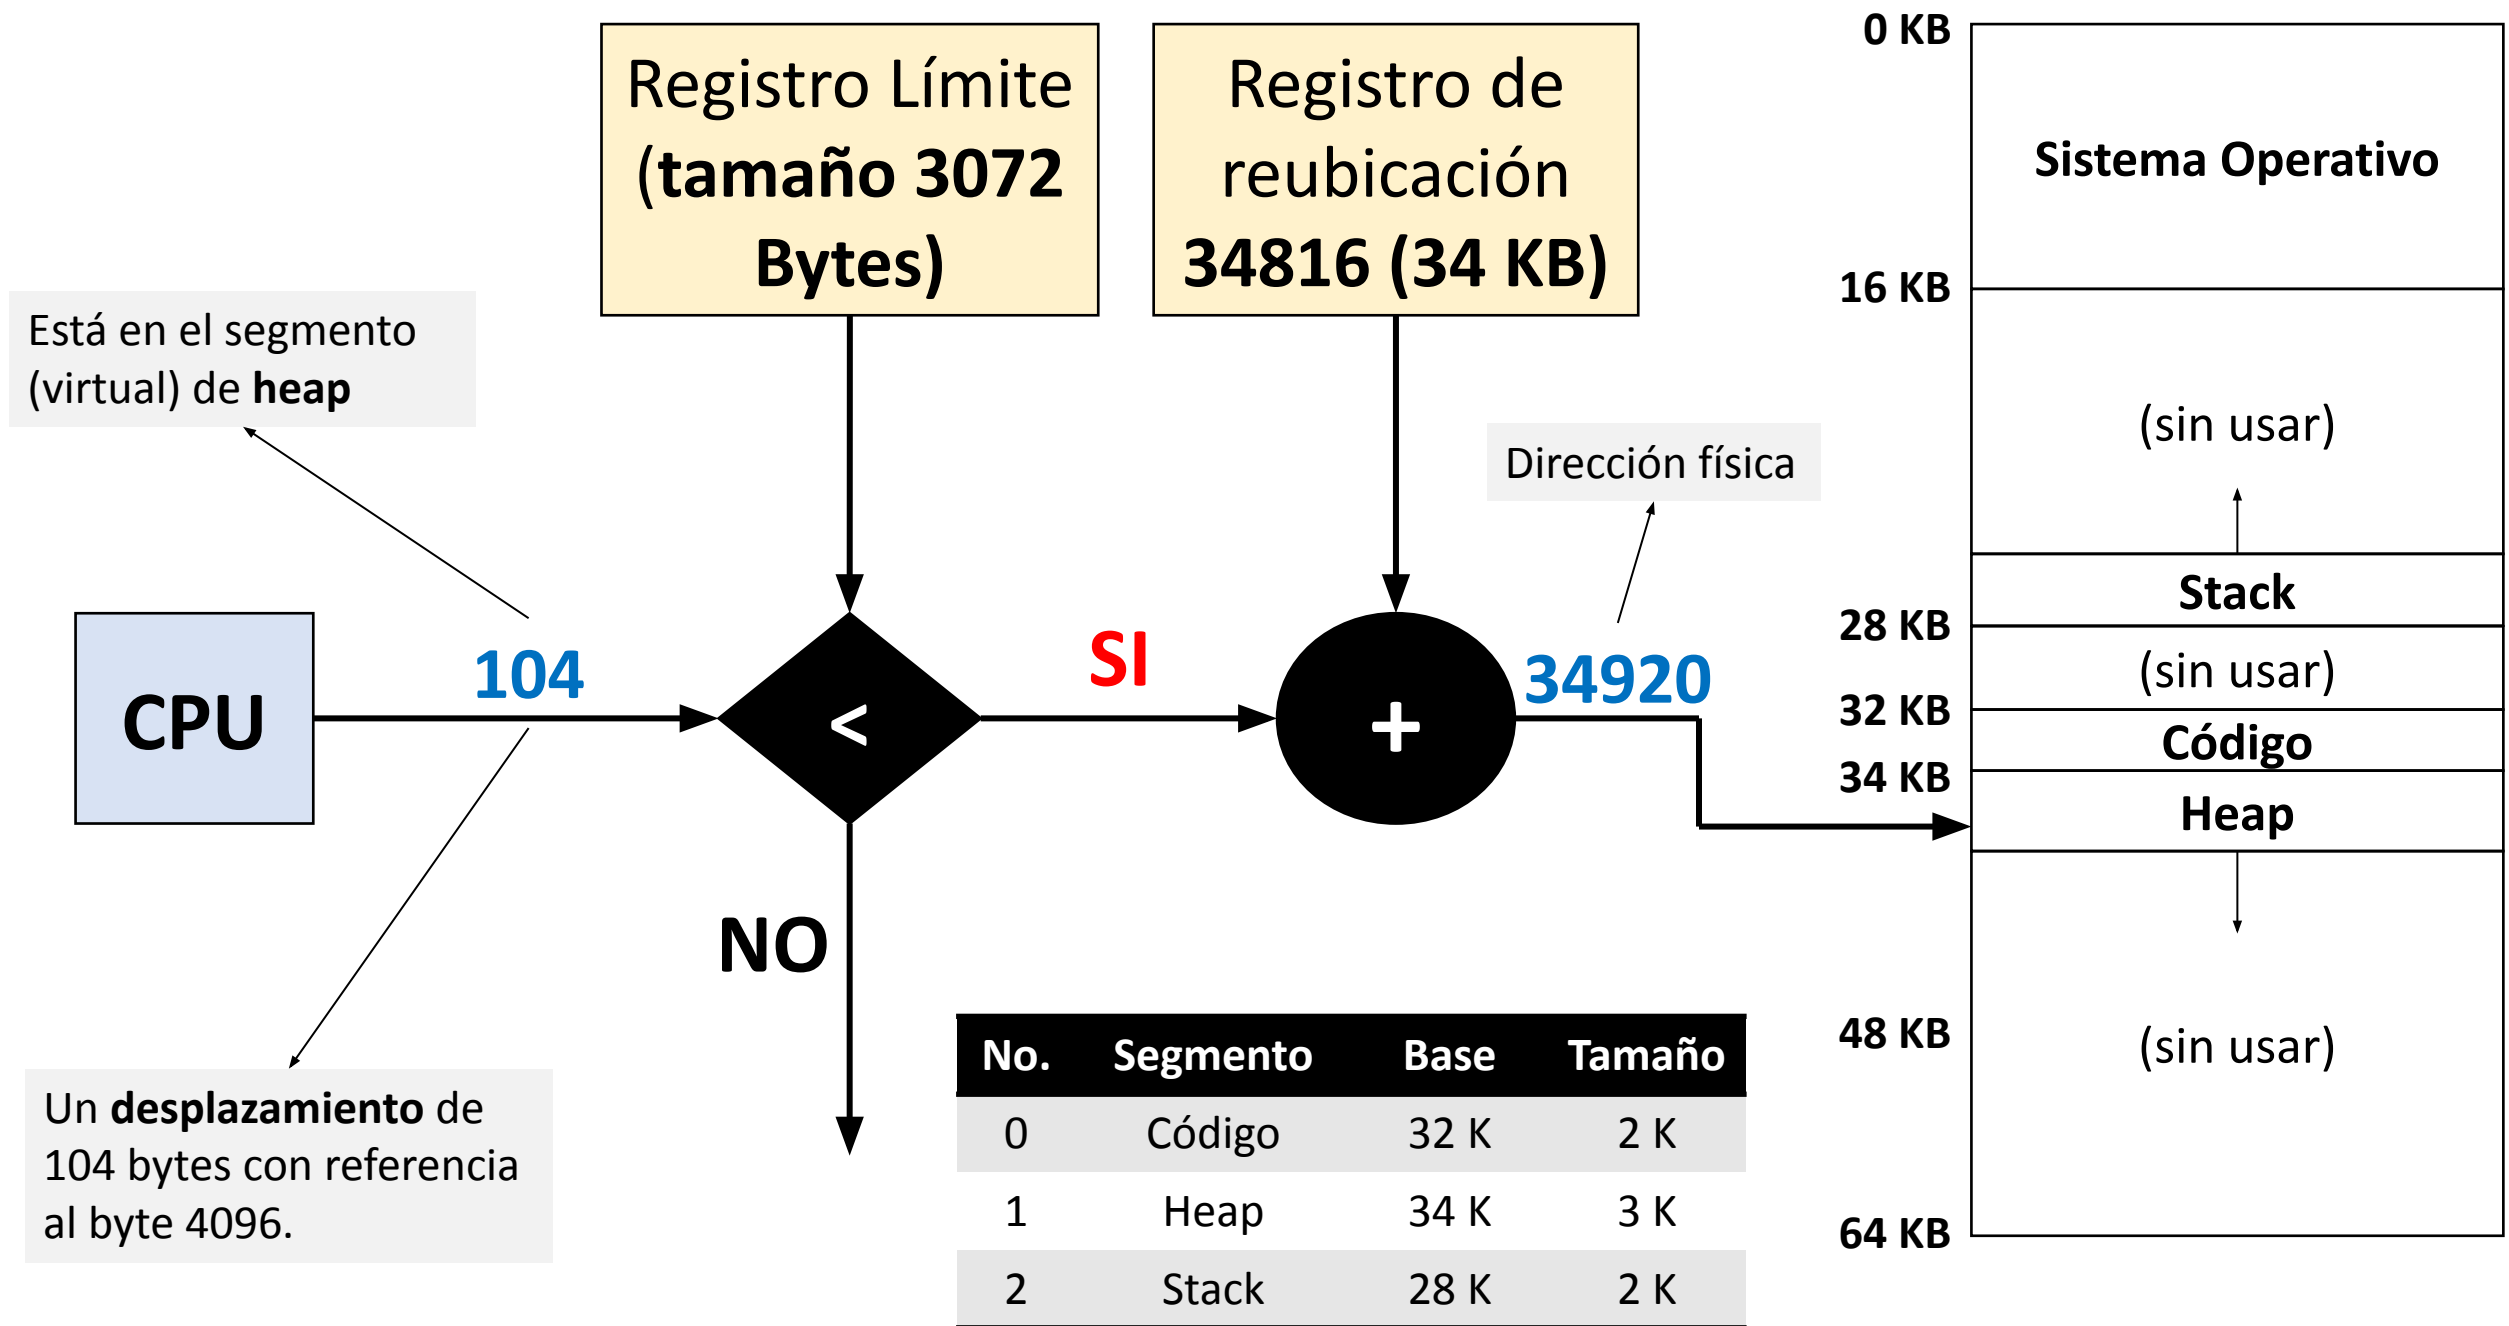 Registro Límite
(tamaño 3072
Bytes)
Registro de
reubicación
34816 (34 KB)
0 KB
Sistema Operativo
16 KB
Está en el segmento
(virtual) de heap
(sin usar)
Dirección física
Stack
28 KB
(sin usar)
32 KB
Código
34 KB
Heap
CPU
104
<
SI
+
34920
NO
Un desplazamiento de
104 bytes con referencia
al byte 4096.
48 KB
(sin usar)
64 KB
No. Segmento Base Tamaño
0 Código 32 K 2 K
1 Heap 34 K 3 K
2 Stack 28 K 2 K